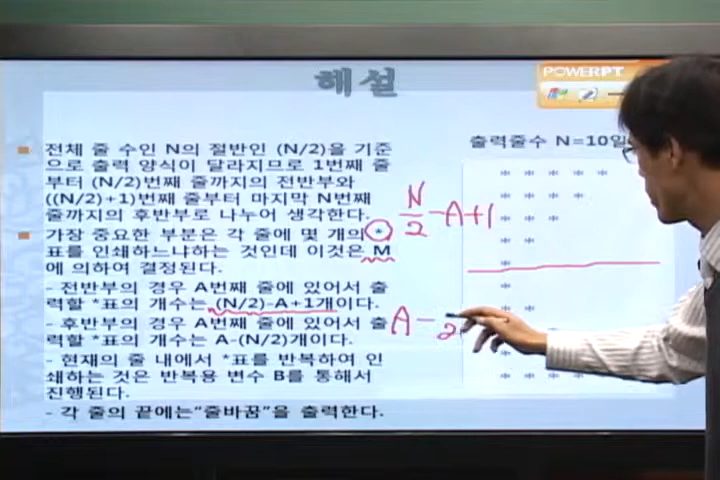 해설
POWERPT
전체 줄 수인 N의 절반인 (N/2)을 기준
으로 출력 양식이 달라지므로 1번째 줄
부터 (N/2)번째 줄까지의 전반부와
((N/2)+1)번째 줄부터 마지막 N번째
줄까지의 후반부로 나누어 생각한다.
가장 중요한 부분은 각 줄에 몇 개의 *
표를 인쇄하느냐하는 것인데 이것은 M
에 의하여 결정된다.
- 전반부의 경우 A번째 줄에 있어서 출
력할 *표의 개수는 (N/2)-A+1개이다.
- 후반부의 경우 A번째 줄에 있어서 출
력할 *표의 개수는 A-(N/2)개이다.
- 현재의 줄 내에서 *표를 반복하여 인
쇄하는 것은 반복용 변수 B를 통해서
진행된다.
- 각 줄의 끝에는"줄바꿈"을 출력한다.
N/2-A+1
A-
2
출력줄수 N=10일
* * * * *
* * * *
* * *
* *
*
*
* *